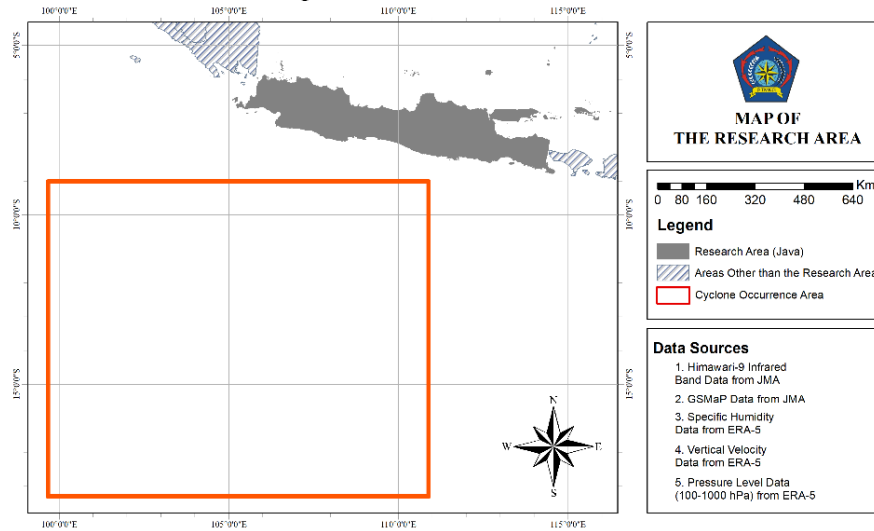 100°0'0"E
105°0'0"E
110°0'0"E
115°0'0"E
5°0'0"S
5°0'0"S
10°0'0"S
10°0'0"S
15°0'0"S
15°0'0"S
N
W
E
S
100°0'0"E
105°0'0"E
110°0'0"E
115°0'0"E
MAP OF
THE RESEARCH AREA
Km
0 80 160 320 480 640
Legend
Research Area (Java)
Areas Other than the Research Area
Cyclone Occurrence Area
Data Sources
1. Himawari-9 Infrared
Band Data from JMA
2. GSMaP Data from JMA
3. Specific Humidity
Data from ERA-5
4. Vertical Velocity
Data from ERA-5
5. Pressure Level Data
(100-1000 hPa) from ERA-5